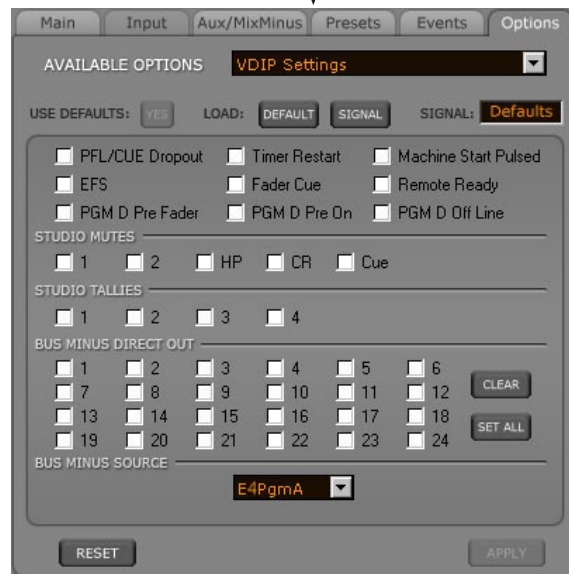 Main Input Aux/MixMinus Presets Events Options
AVAILABLE OPTIONS VDIP Settings
USE DEFAULTS: YES LOAD: DEFAULT SIGNAL SIGNAL: Defaults
PFL/CUE Dropout Timer Restart Machine Start Pulsed
EFS Fader Cue Remote Ready
PGM D Pre Fader PGM D Pre On PGM D Off Line
STUDIO MUTES
1 2 HP CR Cue
STUDIO TALLIES
1 2 3 4
BUS MINUS DIRECT OUT
1 2 3 4 5 6
7 8 9 10 11 12 CLEAR
13 14 15 16 17 18
19 20 21 22 23 24 SET ALL
BUS MINUS SOURCE
E4PgmA
RESET APPLY